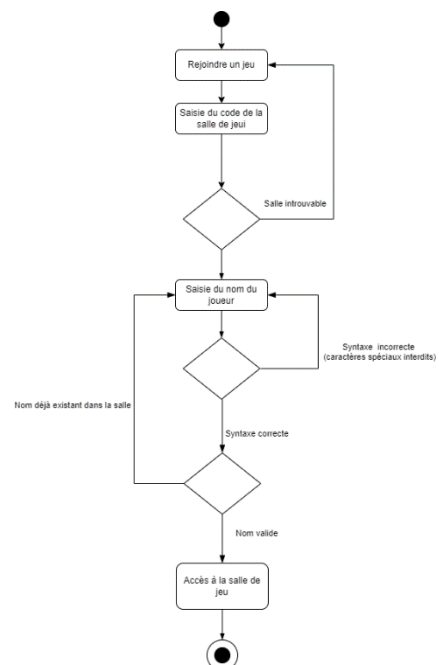 Rejoindre un jeu
Saisie du code de la
salle de jeui
Salle introuvable
Saisie du nom du
joueur
Syntaxe incorrecte
(caractères spéciaux interdits)
Nom déjà existant dans la salle
Syntaxe correcte
Nom valide
Accès á la salle de
jeu